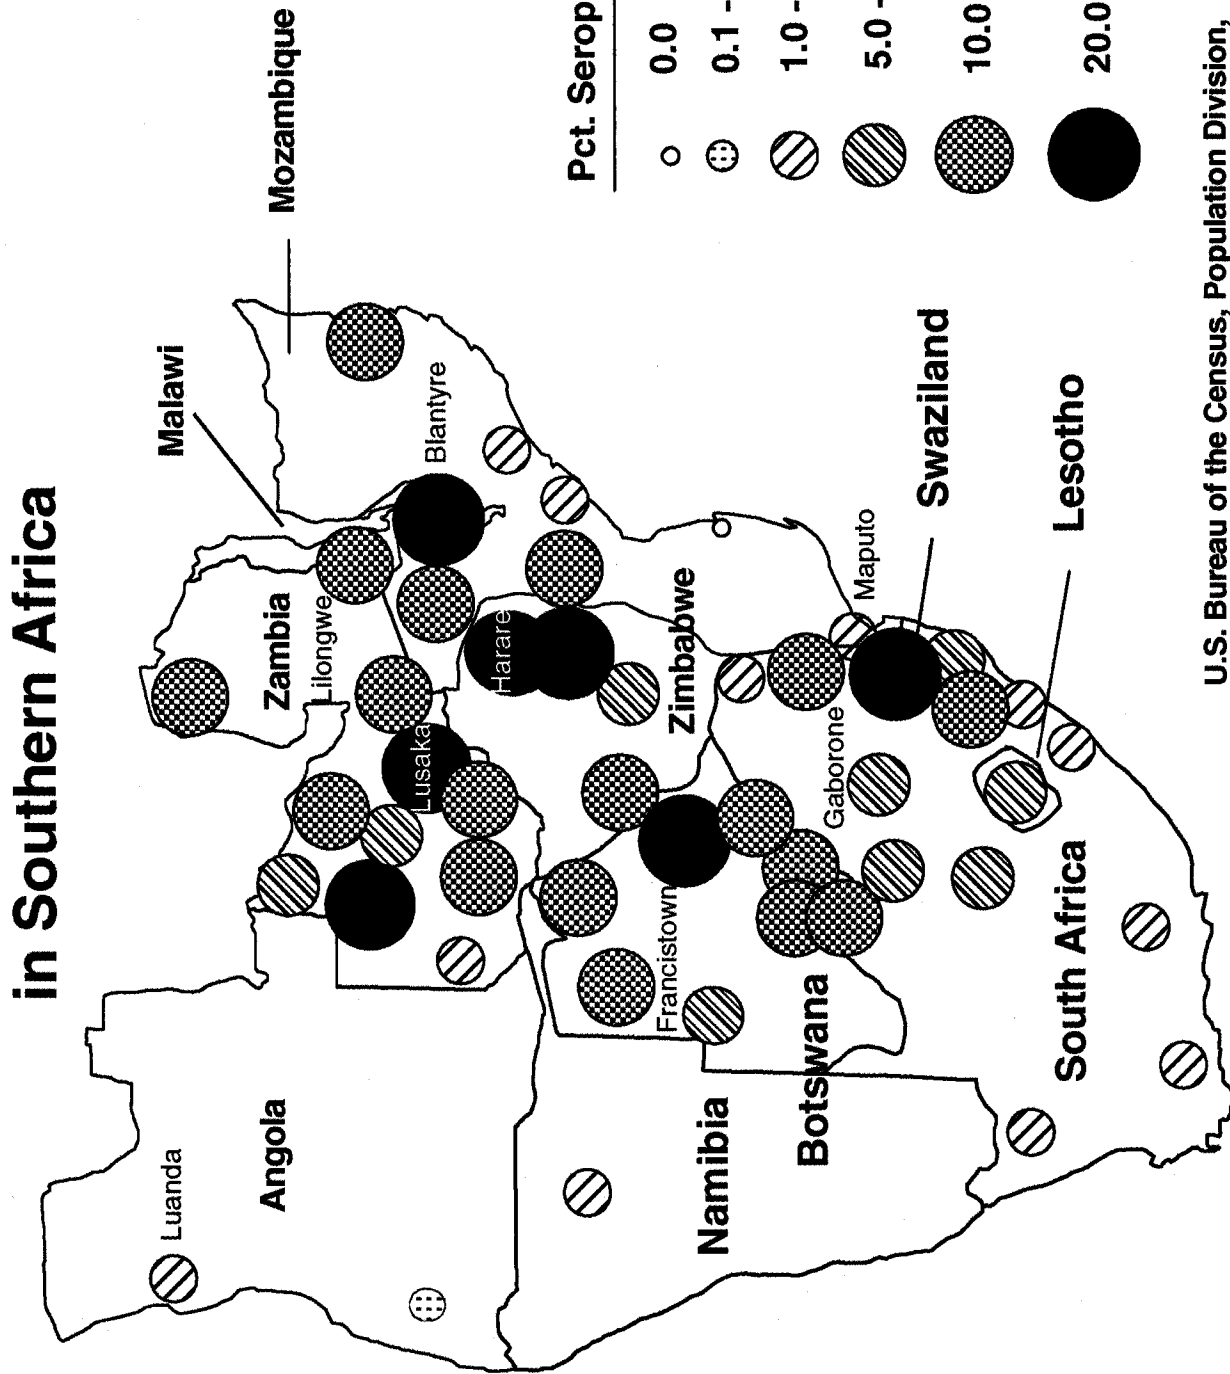 in Southern Africa
Mozambique
Malawi
Zambia
Lilongwe
Blantyre
Luanda
Angola
Lusaka
Harare
Zimbabwe
Maputo
Swaziland
Lesotho
Francistown
Gaborone
Namibia
Botswana
South Africa
Pct. Serop
0.0
0.1 -
1.0 -
5.0 -
10.0
20.0
U.S. Bureau of the Census, Population Division,